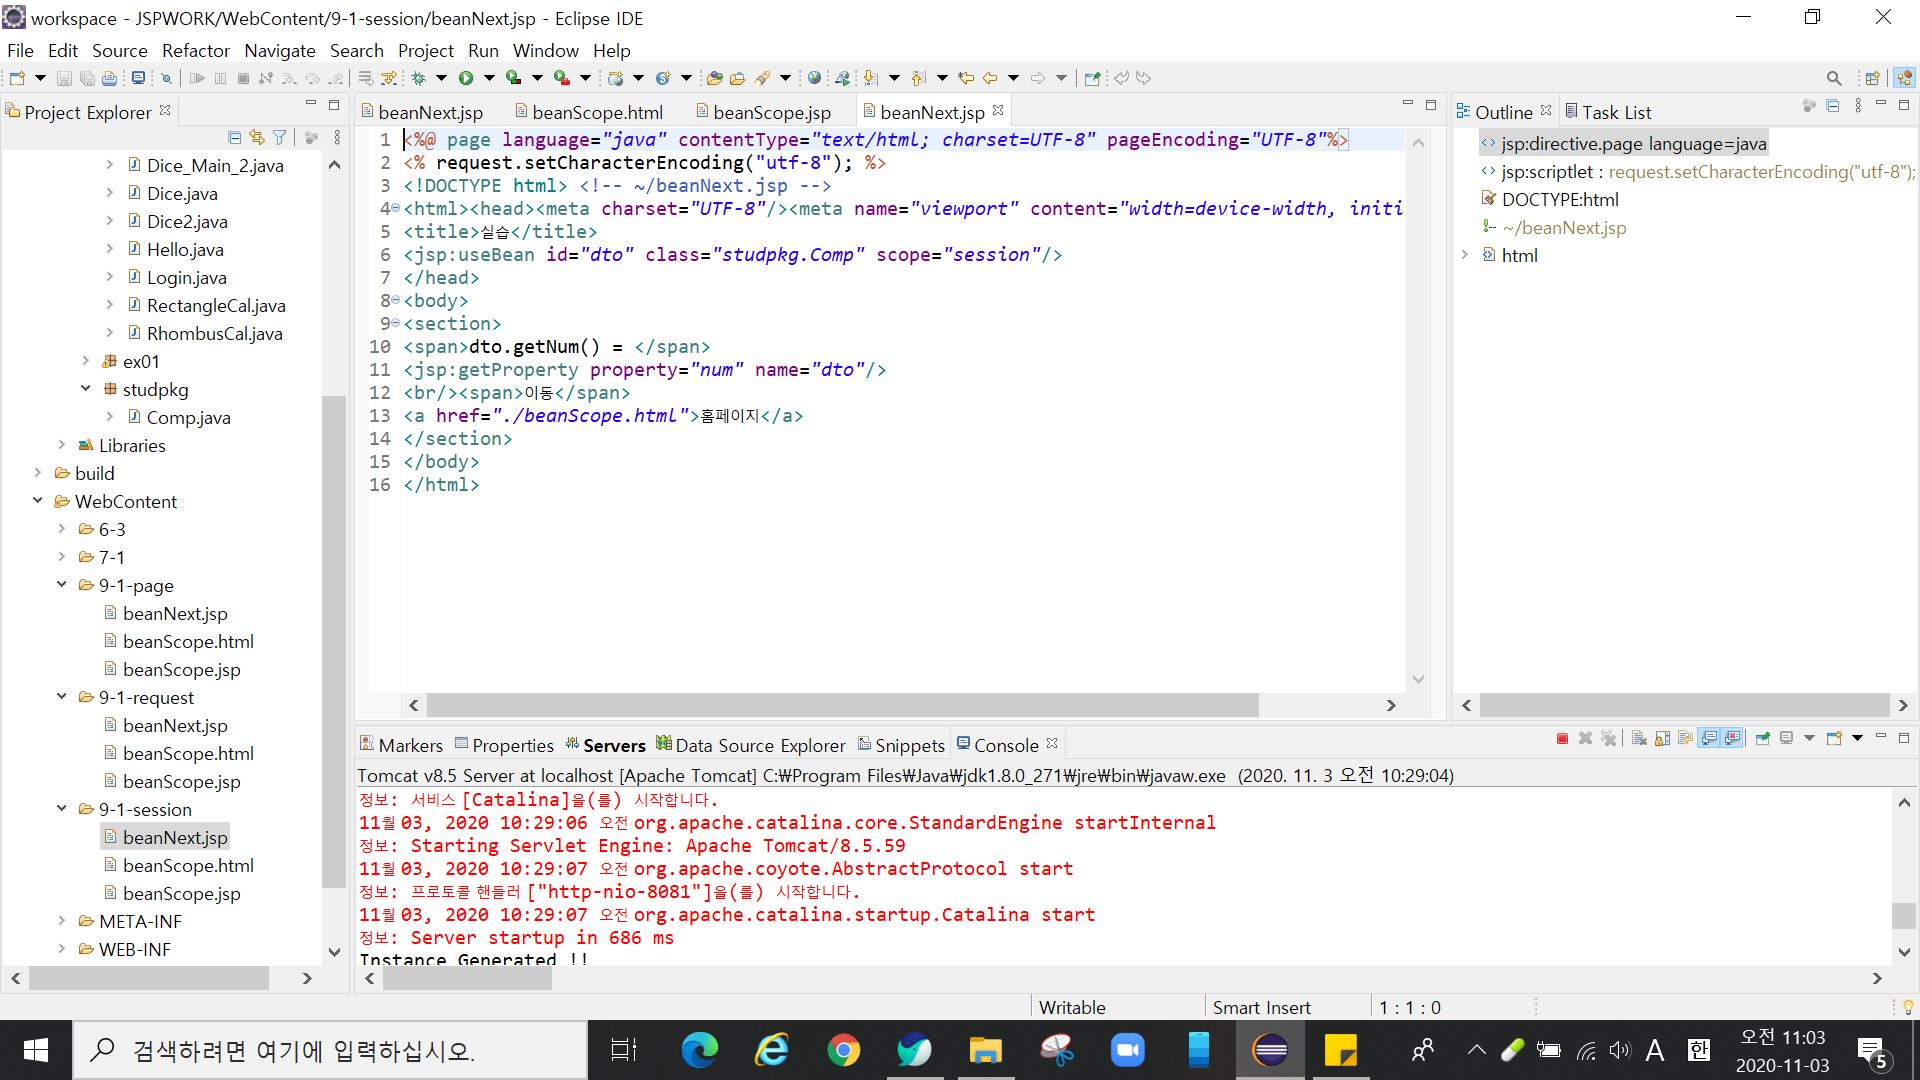 workspace - JSPWORK/WebContent/9-1-session/beanNext.jsp - Eclipse IDE
File Edit Source Refactor Navigate Search Project Run Window Help
Project Explorer
Dice_Main_2.java
Dice.java
Dice2.java
Hello.java
Login.java
RectangleCal.java
RhombusCal.java
ex01
studpkg
Comp.java
Libraries
build
WebContent
6-3
7-1
9-1-page
beanNext.jsp
beanScope.html
beanScope.jsp
9-1-request
beanNext.jsp
beanScope.html
beanScope.jsp
9-1-session
beanNext.jsp
beanScope.html
beanScope.jsp
META-INF
WEB-INF
beanNext.jsp beanScope.html beanScope.jsp beanNext.jsp
1 <%@ page language="java" contentType="text/html; charset=UTF-8" pageEncoding="UTF-8"%>
2 <% request.setCharacterEncoding("utf-8"); %>
3 <!DOCTYPE html> <!-- ~/beanNext.jsp -->
4 <html><head><meta charset="UTF-8"/><meta name="viewport" content="width=device-width, initi
5 <title>실습</title>
6 <jsp:useBean id="dto" class="studpkg.Comp" scope="session"/>
7 </head>
8 <body>
9 <section>
10 <span>dto.getNum() = </span>
11 <jsp:getProperty property="num" name="dto"/>
12 <br/><span>이동</span>
13 <a href="./beanScope.html">홈페이지</a>
14 </section>
15 </body>
16 </html>
Outline Task List
jsp:directive.page language=java
jsp:scriptlet : request.setCharacterEncoding("utf-8");
DOCTYPE:html
~/beanNext.jsp
html
Markers Properties Servers Data Source Explorer Snippets Console
Tomcat v8.5 Server at localhost [Apache Tomcat] C:₩Program Files₩Java₩jdk1.8.0_271₩jre₩bin₩javaw.exe (2020. 11. 3 오전 10:29:04)
정보: 서비스 [Catalina]을(를) 시작합니다.
11월 03, 2020 10:29:06 오전 org.apache.catalina.core.StandardEngine startInternal
정보: Starting Servlet Engine: Apache Tomcat/8.5.59
11월 03, 2020 10:29:07 오전 org.apache.coyote.AbstractProtocol start
정보: 프로토콜 핸들러 ["http-nio-8081"]을(를) 시작합니다.
11월 03, 2020 10:29:07 오전 org.apache.catalina.startup.Catalina start
정보: Server startup in 686 ms
Instance Generated !!
Writable Smart Insert 1 : 1 : 0
검색하려면 여기에 입력하십시오.
A 한
오전 11:03
2020-11-03
5